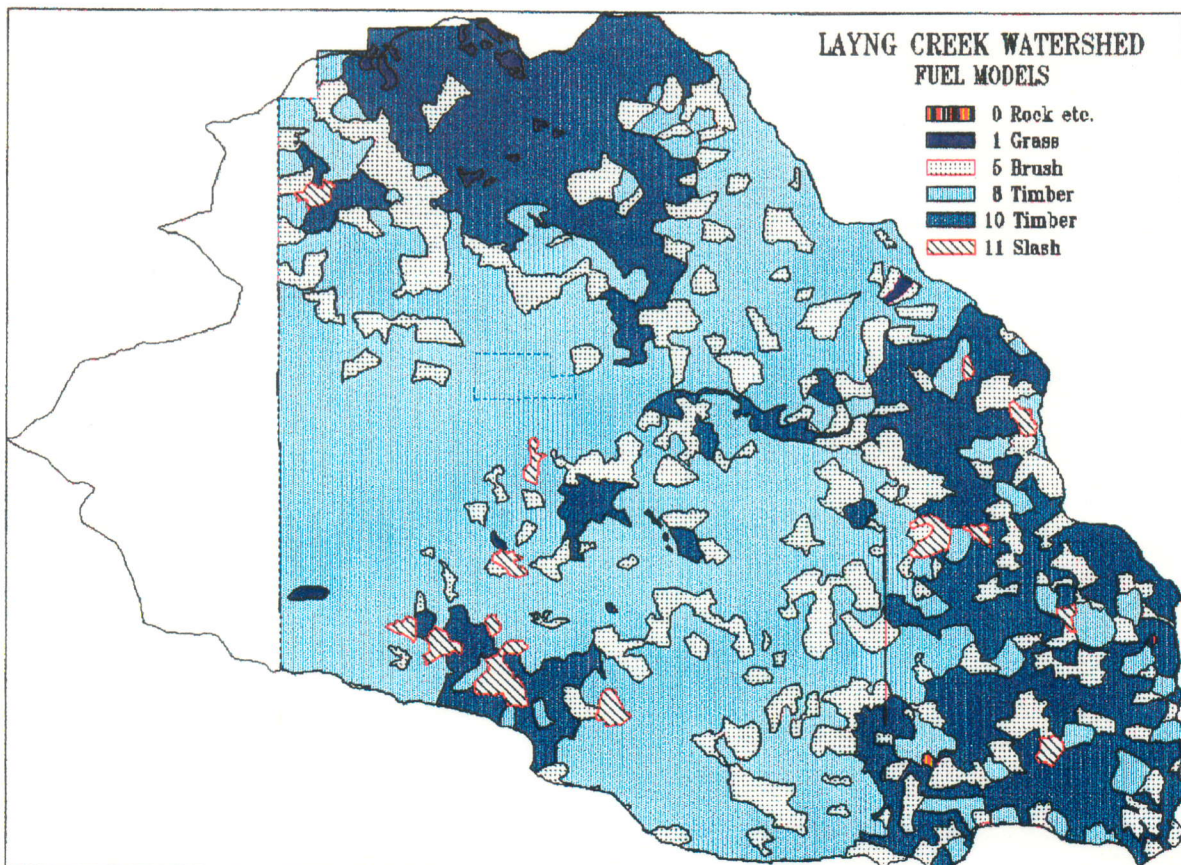 LAYNG CREEK WATERSHED
FUEL MODELS
0 Rock etc.
1 Grass
5 Brush
8 Timber
10 Timber
11 Slash